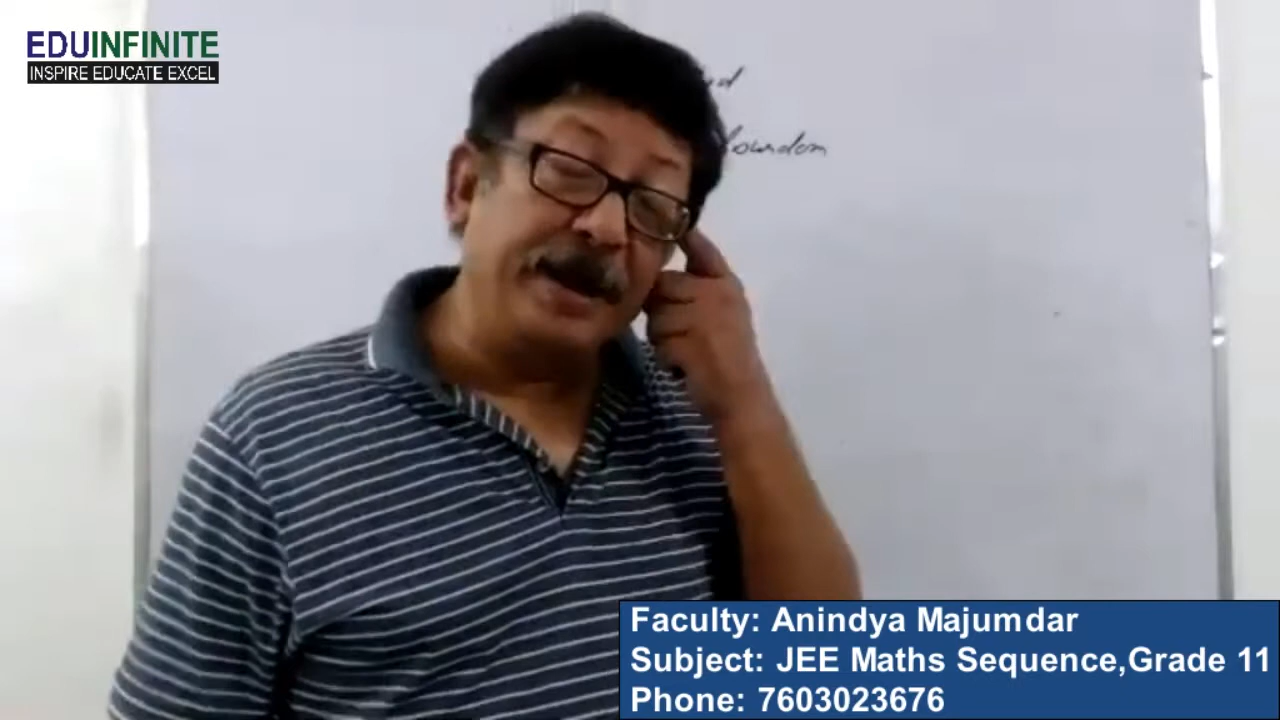 EDUINFINITE
INSPIRE EDUCATE EXCEL
Faculty: Anindya Majumdar
Subject: JEE Maths Sequence,Grade 11
Phone: 7603023676